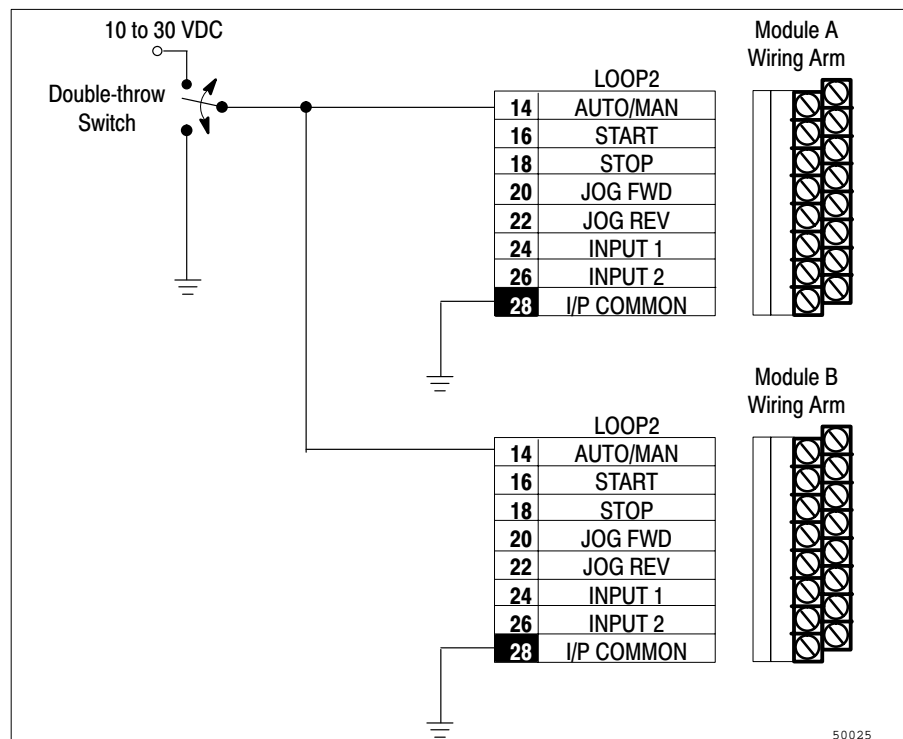 10 to 30 VDC
Double-throw
Switch
Module A
Wiring Arm
LOOP2
14 AUTO/MAN
16 START
18 STOP
20 JOG FWD
22 JOG REV
24 INPUT 1
26 INPUT 2
28 I/P COMMON
Module B
Wiring Arm
LOOP2
14 AUTO/MAN
16 START
18 STOP
20 JOG FWD
22 JOG REV
24 INPUT 1
26 INPUT 2
28 I/P COMMON
50025